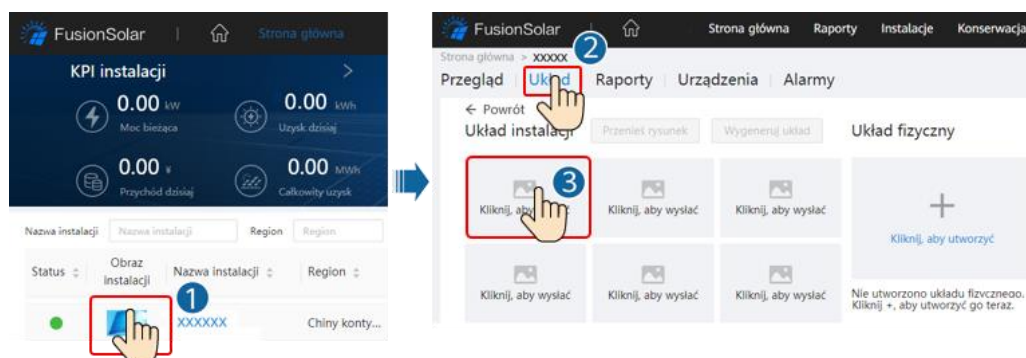 FusionSolar
Strona główna
KPI instalacji >
0.00 kW
Moc bieżąca
0.00 kWh
Uzysk dzisiaj
0.00 ¥
Przychód dzisiaj
0.00 MWh
Całkowity uzysk
Nazwa instalacji
Nazwa instalacji
Region
Region
Status
Obraz
instalacji
Nazwa instalacji
Region
1
XXXXXX
Chiny konty...
FusionSolar
Strona główna Raporty Instalacje Konserwacja
2
Strona główna > xxxxx
Przegląd Układ Raporty Urządzenia Alarmy
← Powrót
Układ instalacji
Przenieś rysunek
Wygeneruj układ
Układ fizyczny
3
Kliknij, aby
Kliknij, aby wysłać
Kliknij, aby wysłać
+
Kliknij, aby utworzyć
Kliknij, aby wysłać
Kliknij, aby wysłać
Kliknij, aby wysłać
Nie utworzono układu fizycznego.
Kliknij +, aby utworzyć go teraz.